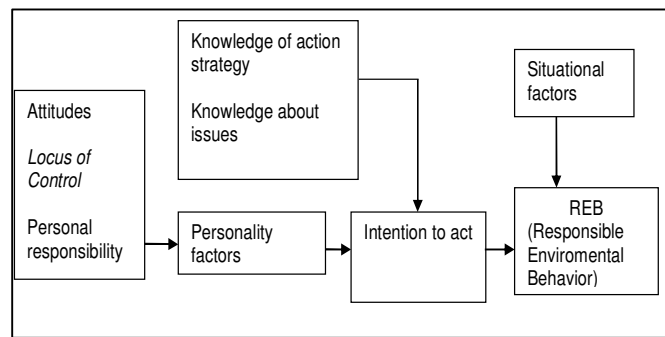 Knowledge of action
strategy
Knowledge about
issues
Situational
factors
Attitudes
Locus of
Control
Personal
responsibility
Personality
factors
Intention to act
REB
(Responsible
Enviromental
Behavior)